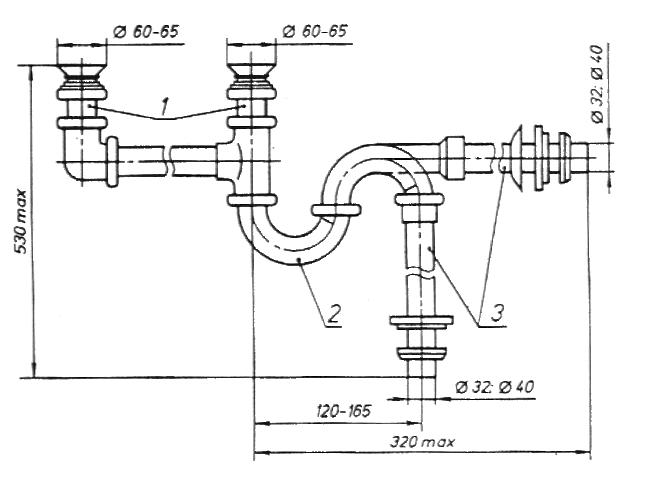 Ø 60-65
Ø 60-65
1
Ø 32; Ø 40
530 max
2
3
Ø 32; Ø 40
120-165
320 max